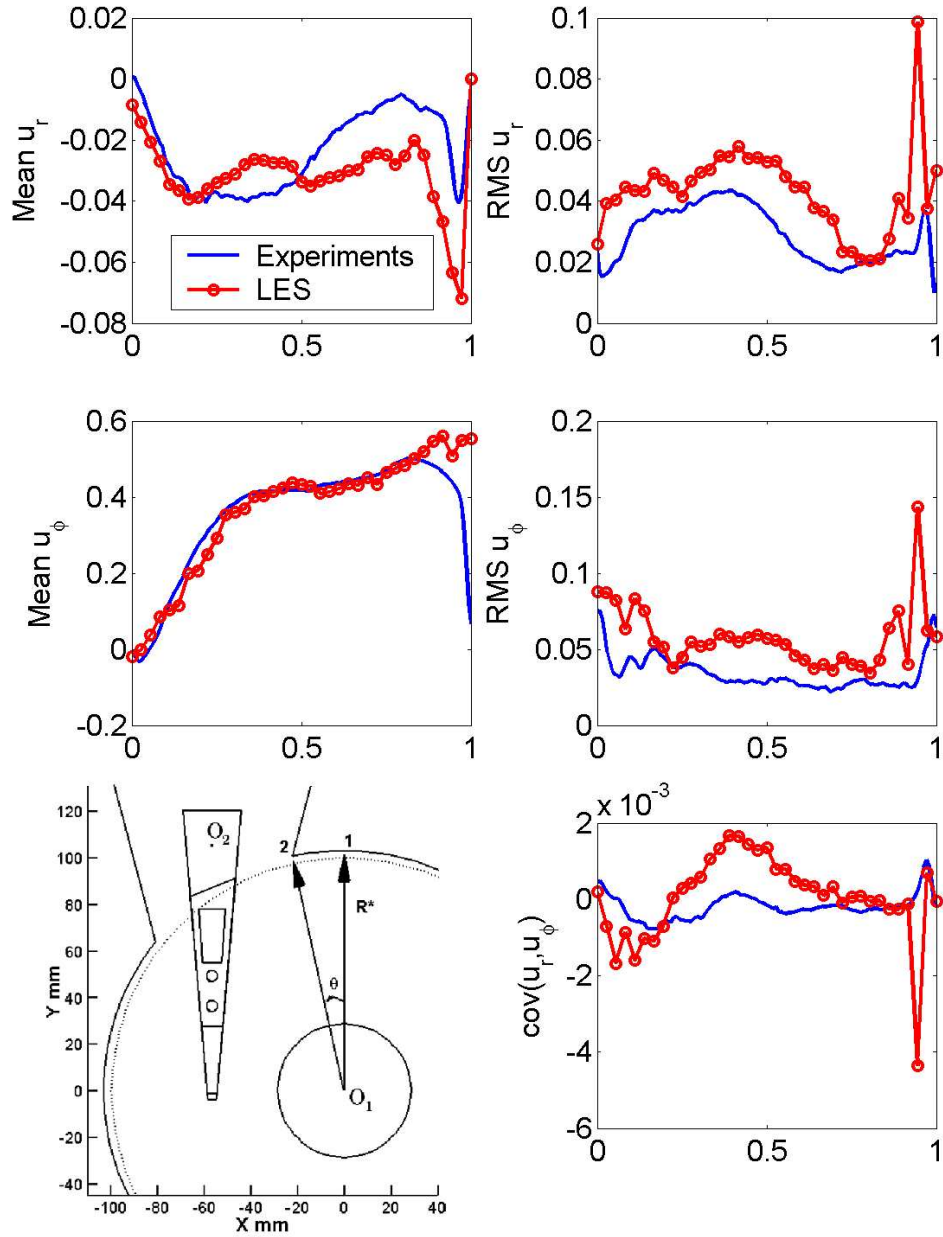 0.02
0
-0.02
-0.04
-0.06
-0.08
Mean u_r
Experiments
LES
0 0.5 1
0.1
0.08
0.06
0.04
0.02
0
RMS u_r
0 0.5 1
0.6
0.4
0.2
0
-0.2
Mean u_ϕ
0 0.5 1
0.2
0.15
0.1
0.05
0
RMS u_ϕ
0 0.5 1
120
100
80
60
40
20
0
-20
-40
Y mm
O_2
2
1
R*
θ
O_1
-100 -80 -60 -40 -20 0 20 40
X mm
x 10^-3
2
0
-2
-4
-6
cov(u_r,u_ϕ)
0 0.5 1